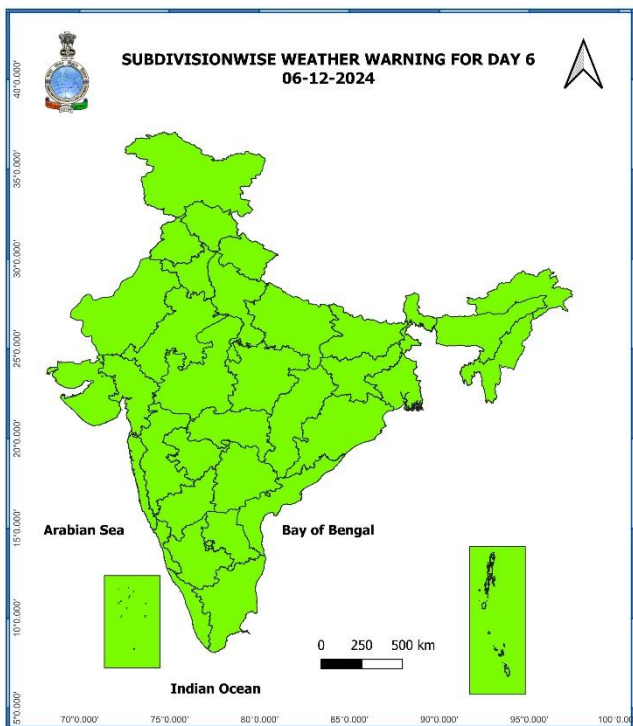 SUBDIVISIONWISE WEATHER WARNING FOR DAY 6
06-12-2024
40°0.000'
35°0.000'
30°0.000'
25°0.000'
20°0.000'
15°0.000'
10°0.000'
5°0.000'
Arabian Sea
Bay of Bengal
0 250 500 km
Indian Ocean
70°0.000' 75°0.000' 80°0.000' 85°0.000' 90°0.000' 95°0.000' 100°0.0